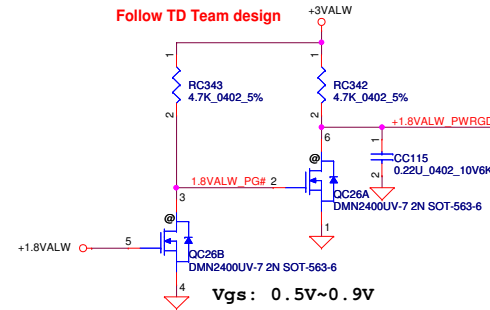 Follow TD Team design
+3VALW
1
1
RC343
4.7K_0402_5%
RC342
4.7K_0402_5%
2
2
+1.8VALW_PWRGD
6
1
@
CC115
0.22U_0402_10V6K
2
1.8VALW_PG#
2
3
QC26A
DMN2400UV-7 2N SOT-563-6
@
1
+1.8VALW
5
QC26B
DMN2400UV-7 2N SOT-563-6
4
Vgs: 0.5V~0.9V